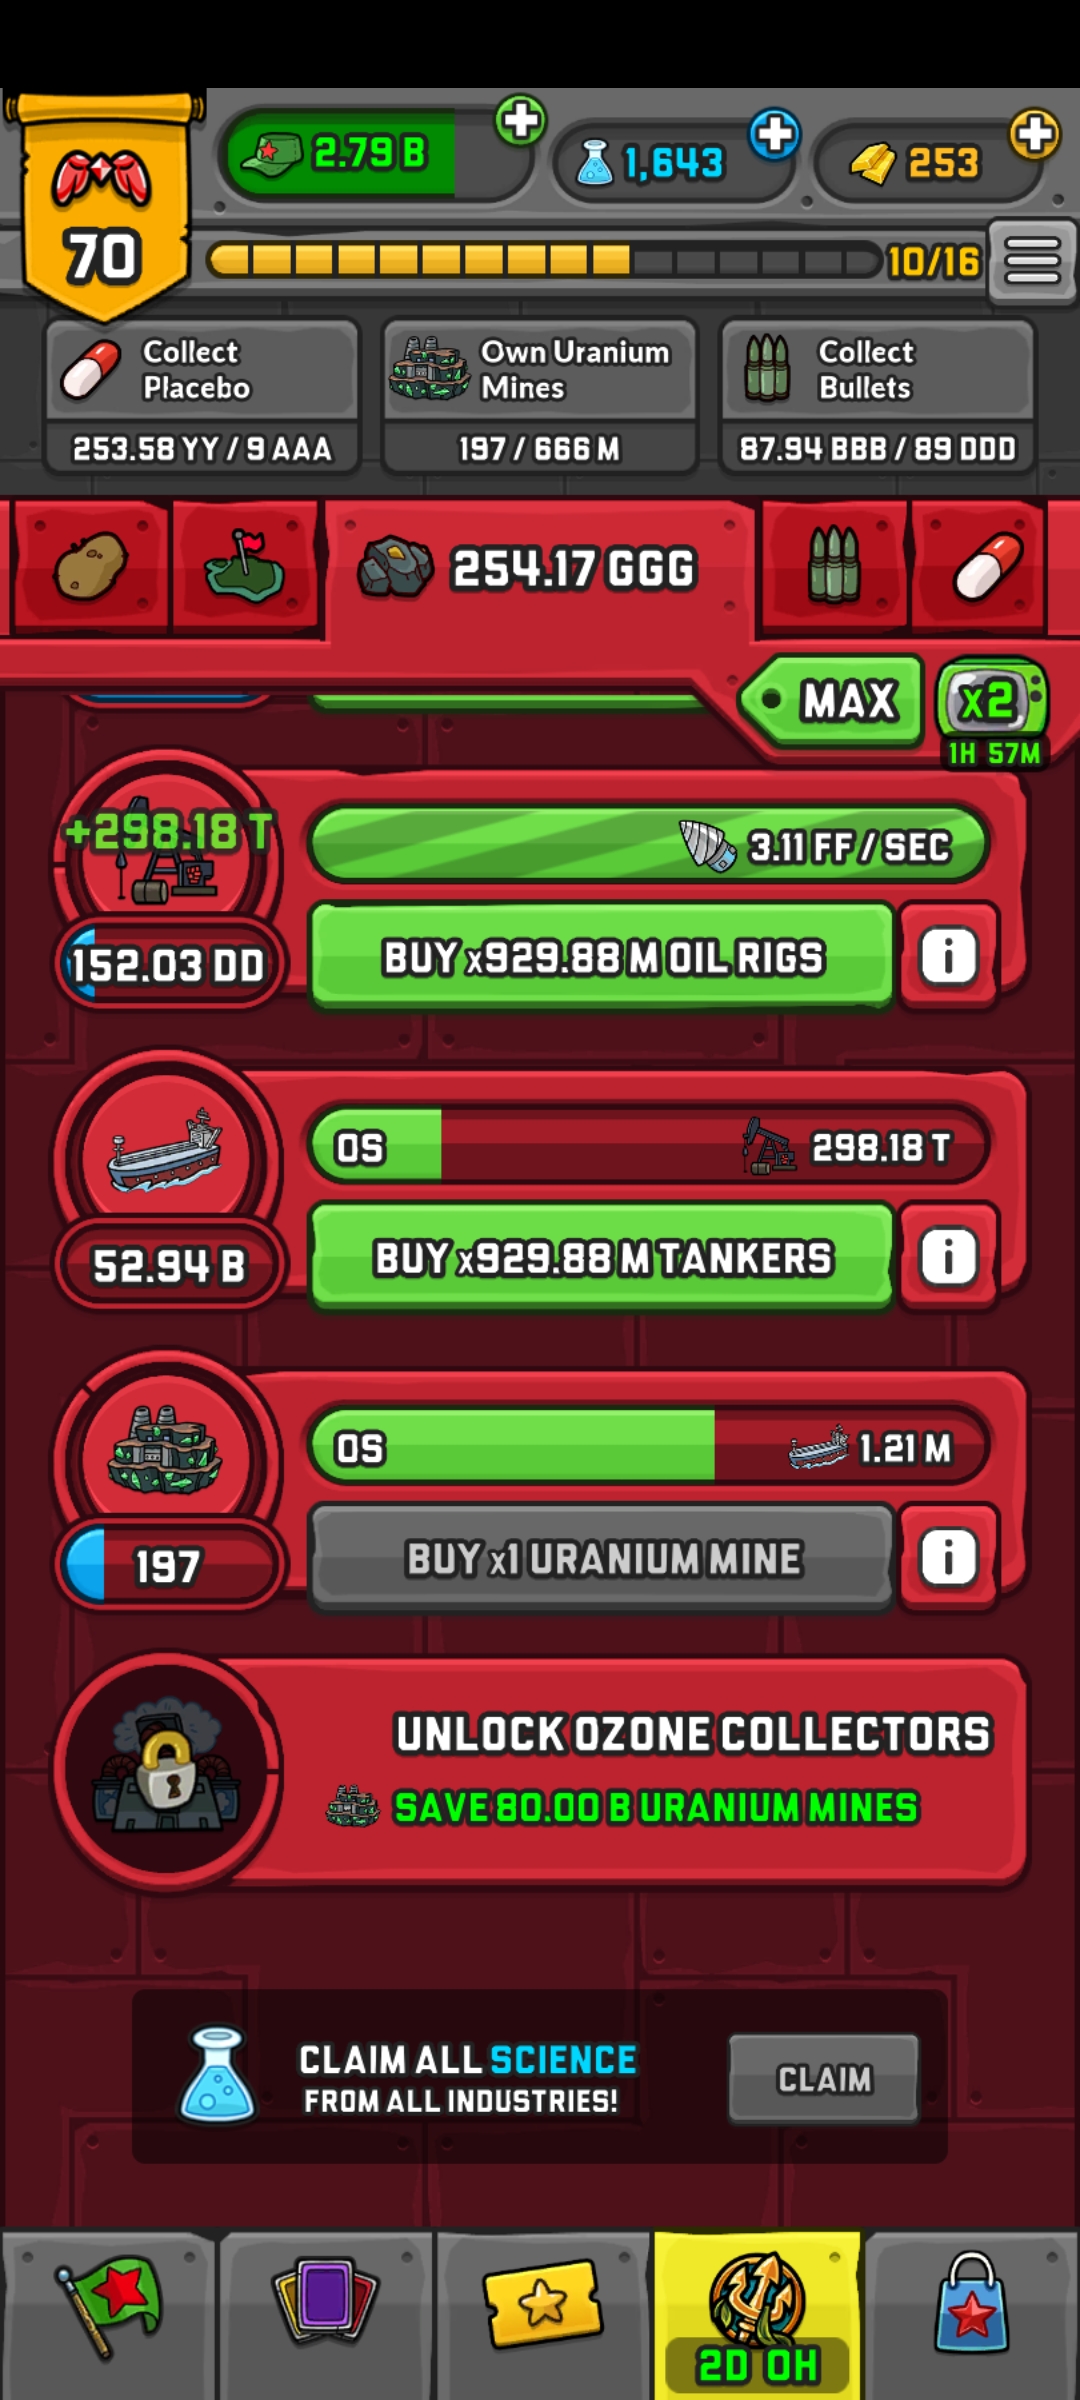 2.79 B
1,643
253
70
10/16
Collect
Placebo
253.58 YY / 9 AAA
Own Uranium
Mines
197 / 666 M
Collect
Bullets
87.94 BBB / 89 DDD
254.17 GGG
MAX
x2
1H 57M
+298.18 T
3.11 FF / SEC
152.03 DD
BUY x929.88 M OIL RIGS
i
0S
298.18 T
52.94 B
BUY x929.88 M TANKERS
i
0S
1.21 M
197
BUY x1 URANIUM MINE
i
UNLOCK OZONE COLLECTORS
SAVE 80.00 B URANIUM MINES
CLAIM ALL SCIENCE
FROM ALL INDUSTRIES!
CLAIM
2D 0H